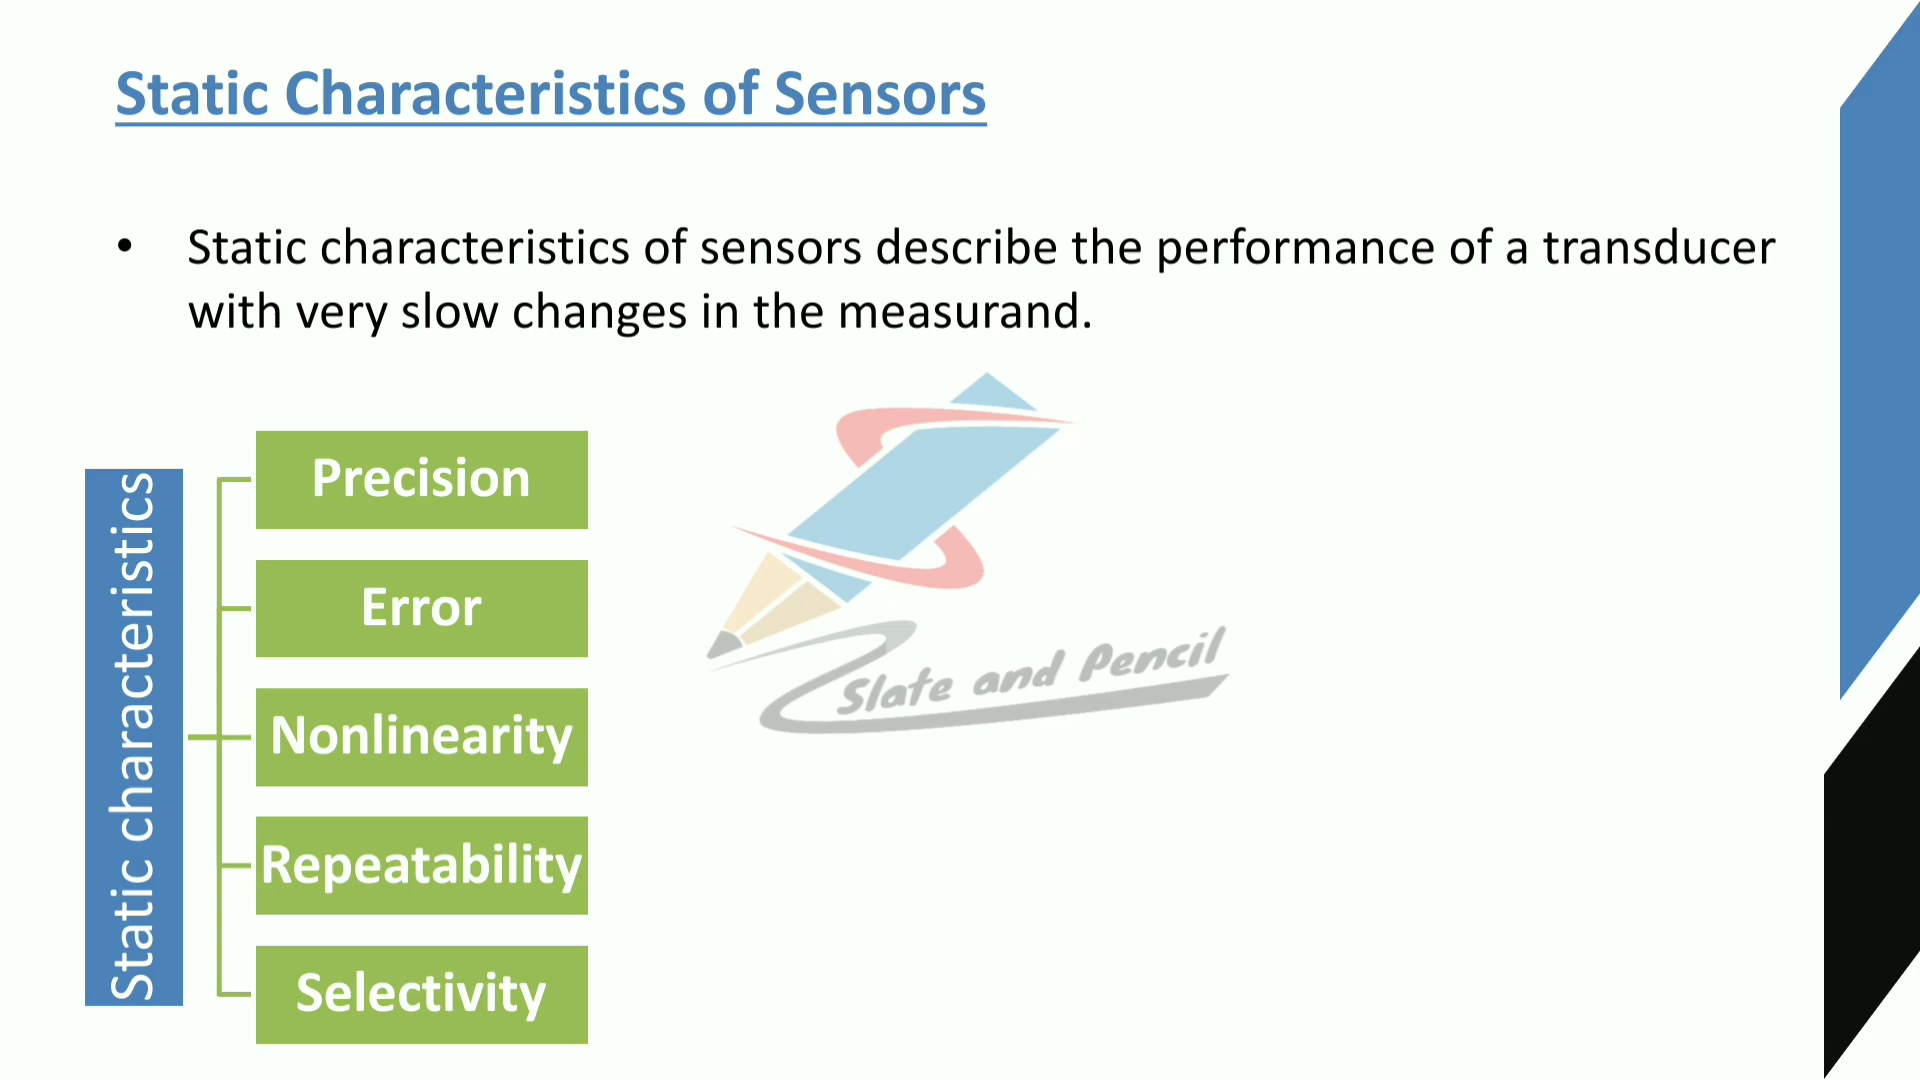 Static Characteristics of Sensors
• Static characteristics of sensors describe the performance of a transducer
with very slow changes in the measurand.
Static characteristics
Precision
Error
Nonlinearity
Repeatability
Selectivity
Slate and Pencil